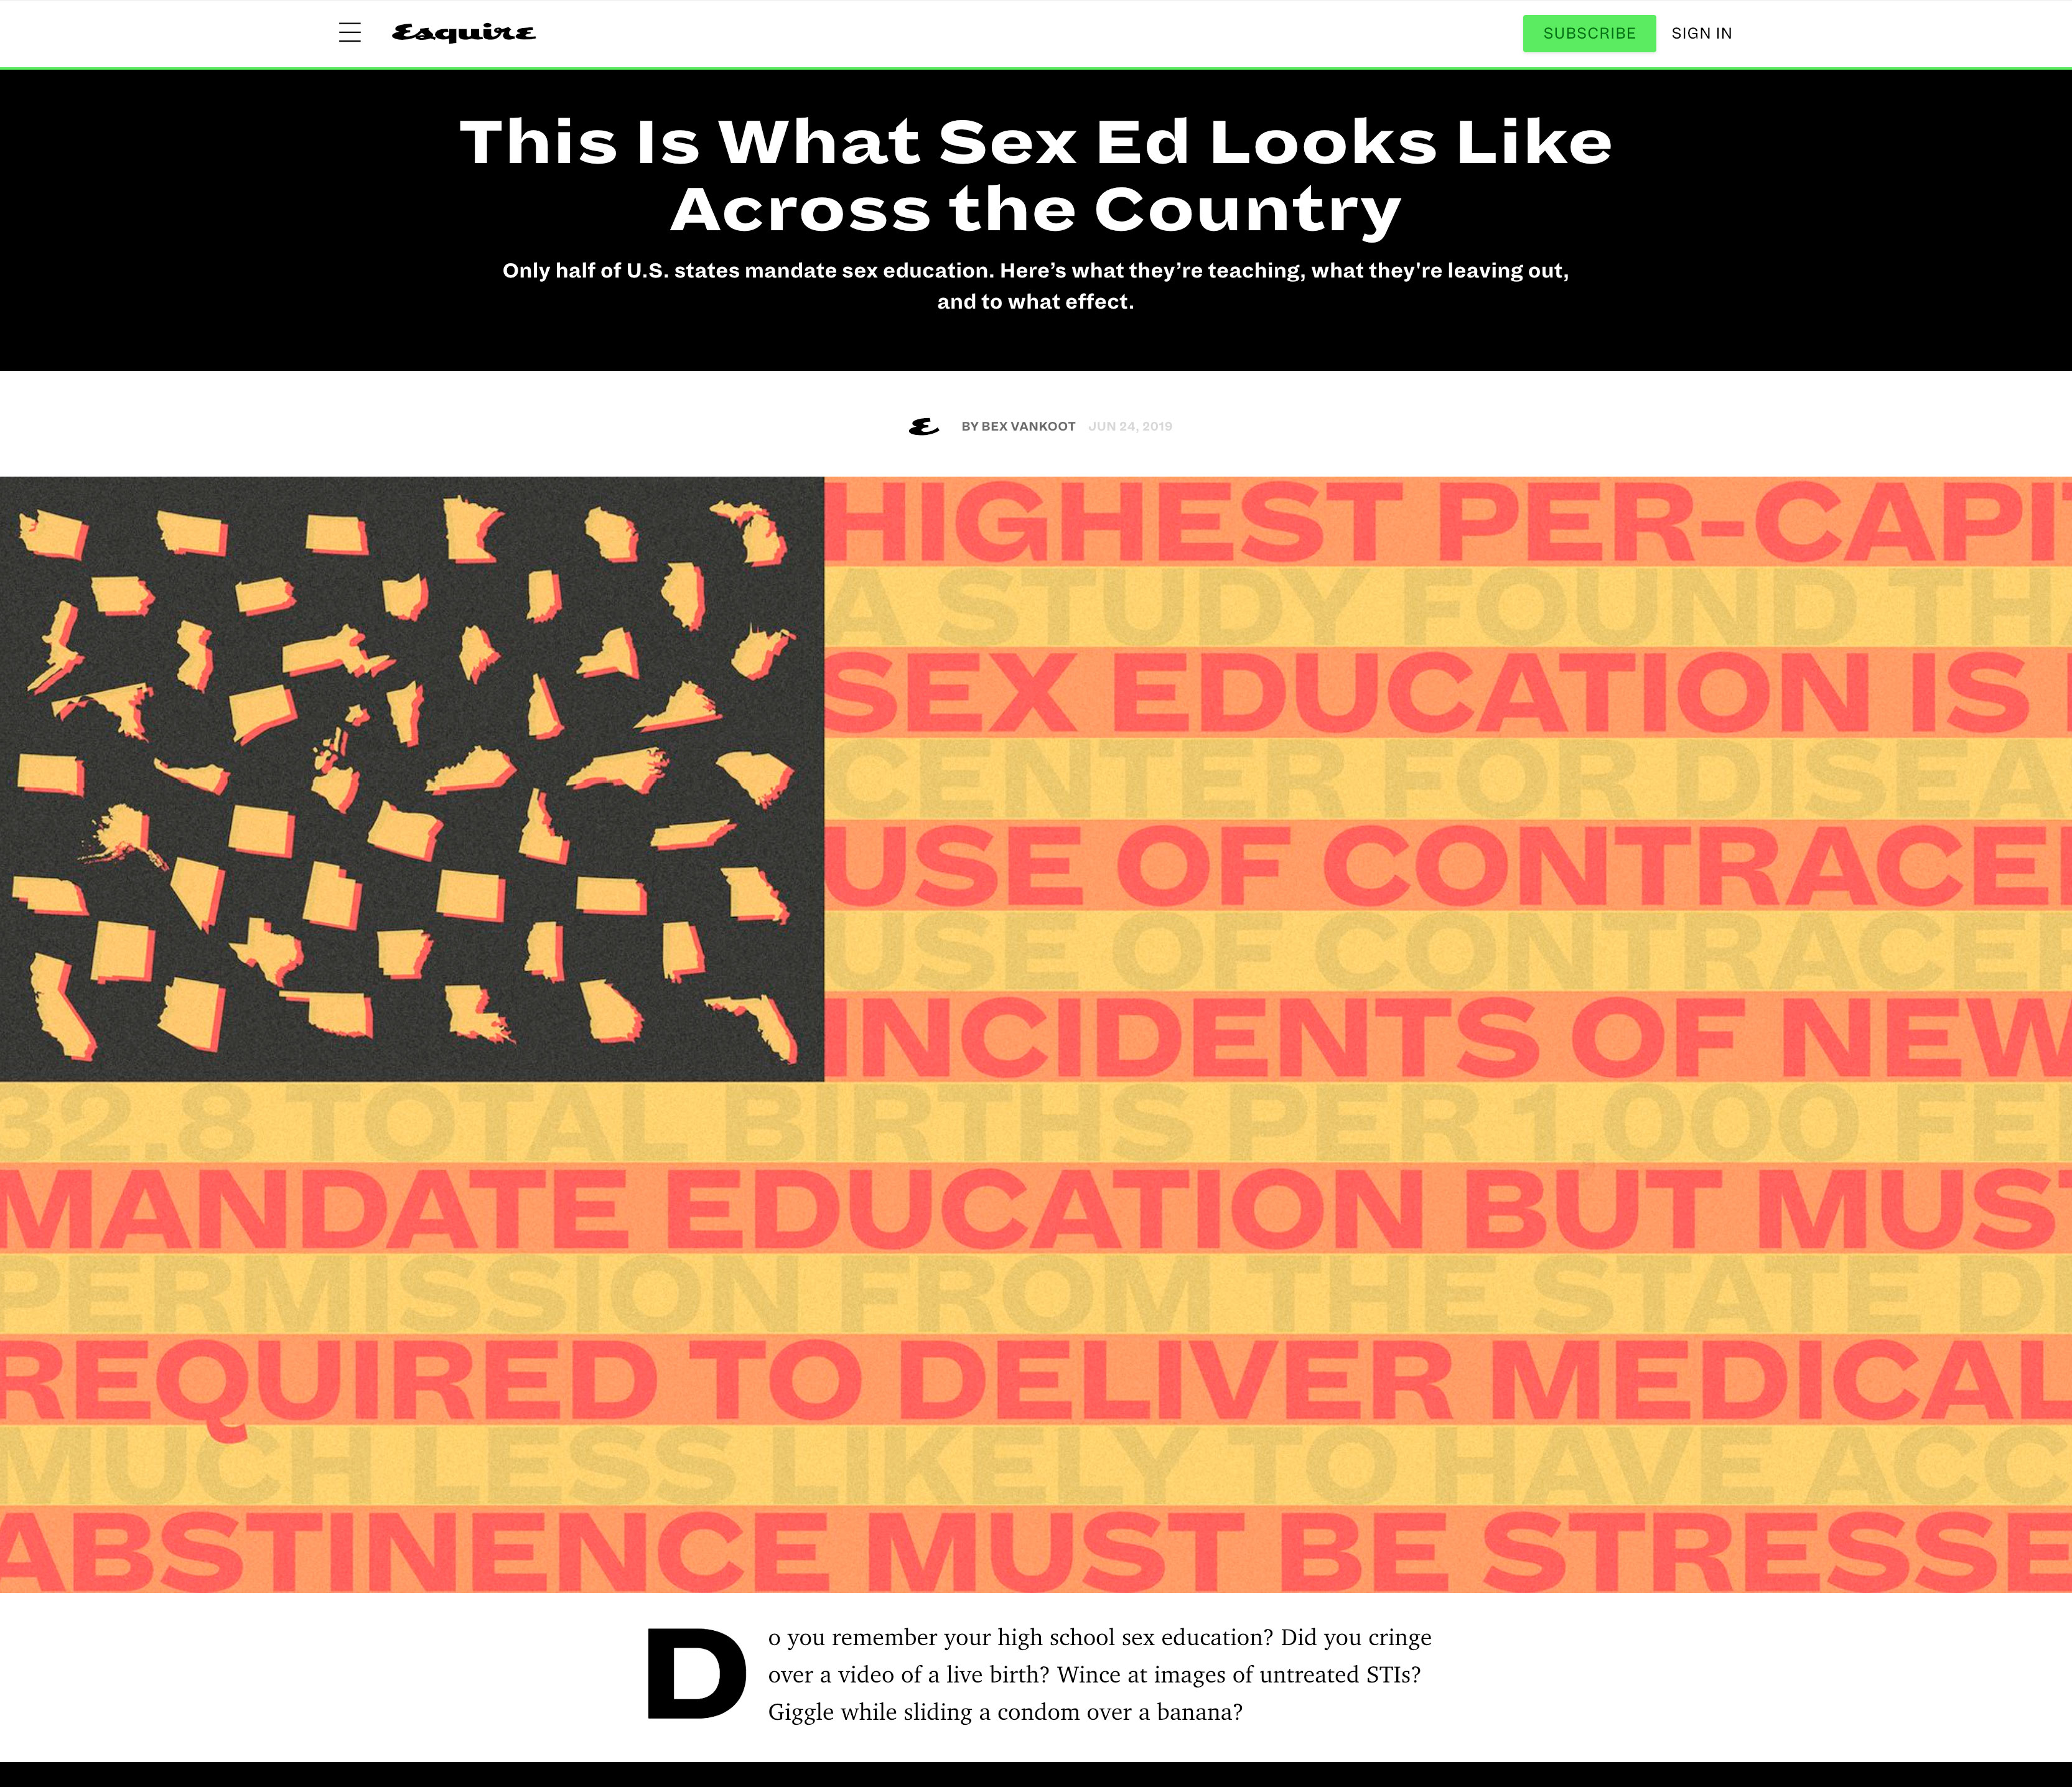 Esquire
SUBSCRIBE SIGN IN
This Is What Sex Ed Looks Like
Across the Country
Only half of U.S. states mandate sex education. Here’s what they’re teaching, what they're leaving out,
and to what effect.
E BY BEX VANKOOT JUN 24, 2019
HIGHEST PER-CAPI
A STUDY FOUND TH
SEX EDUCATION IS
CENTER FOR DISEA
USE OF CONTRACE
USE OF CONTRACE
INCIDENTS OF NEW
32.8 TOTAL BIRTHS PER 1,000 FE
MANDATE EDUCATION BUT MUST
PERMISSION FROM THE STATE D
REQUIRED TO DELIVER MEDICAL
MUCH LESS LIKELY TO HAVE ACC
ABSTINENCE MUST BE STRESSE
Do you remember your high school sex education? Did you cringe
over a video of a live birth? Wince at images of untreated STIs?
Giggle while sliding a condom over a banana?